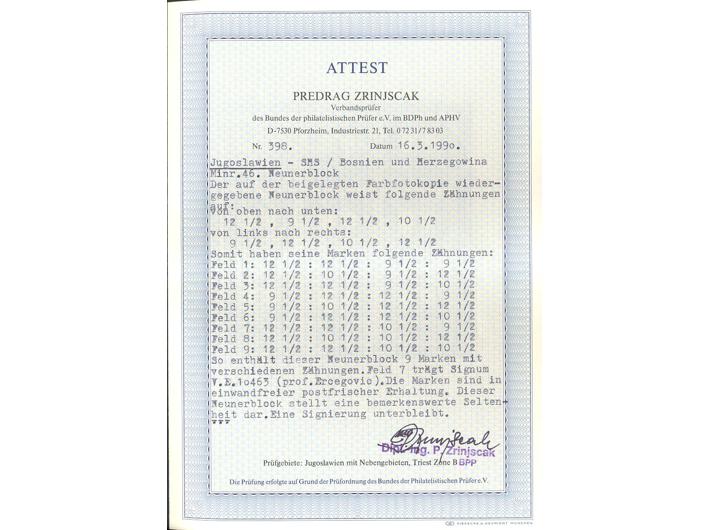 ATTEST
PREDRAG ZRINJSCAK
Verbandsprüfer
des Bundes der philatelistischen Prüfer e.V. im BDPh und APHV
D-7530 Pforzheim, Industriestr. 21, Tel. 0 72 31/7 83 03
Nr. 398. Datum 16.3.1990.
Jugoslawien - SHS / Bosnien und Herzegowina
Minr.46. Neunerblock
Der auf der beigelegten Farbfotokopie wieder-
gegebene Neunerblock weist folgende Zähnungen
auf:
von oben nach unten:
12 1/2 , 9 1/2 , 12 1/2 , 10 1/2
von links nach rechts:
9 1/2 , 12 1/2 , 10 1/2 , 12 1/2
Somit haben seine Marken folgende Zähnungen:
Feld 1: 12 1/2 : 12 1/2 : 9 1/2 : 9 1/2
Feld 2: 12 1/2 : 10 1/2 : 9 1/2 : 12 1/2
Feld 3: 12 1/2 : 12 1/2 : 9 1/2 : 10 1/2
Feld 4: 9 1/2 : 12 1/2 : 12 1/2 : 9 1/2
Feld 5: 9 1/2 : 10 1/2 : 12 1/2 : 12 1/2
Feld 6: 9 1/2 : 12 1/2 : 12 1/2 : 10 1/2
Feld 7: 12 1/2 : 12 1/2 : 10 1/2 : 9 1/2
Feld 8: 12 1/2 : 10 1/2 : 10 1/2 : 12 1/2
Feld 9: 12 1/2 : 12 1/2 : 10 1/2 : 10 1/2
So enthält dieser Neunerblock 9 Marken mit
verschiedenen Zähnungen.Feld 7 trägt Signum
V.E.10463 (prof.Ercegovic).Die Marken sind in
einwandfreier postfrischer Erhaltung. Dieser
Neunerblock stellt eine bemerkenswerte Selten-
heit dar.Eine Signierung unterbleibt.
Dipl.-Ing. P. Zrinjscak
Prüfgebiete: Jugoslawien mit Nebengebieten, Triest Zone B BPP
Die Prüfung erfolgte auf Grund der Prüfordnung des Bundes der Philatelistischen Prüfer e.V.
GIESECKE & DEVRIENT MÜNCHEN